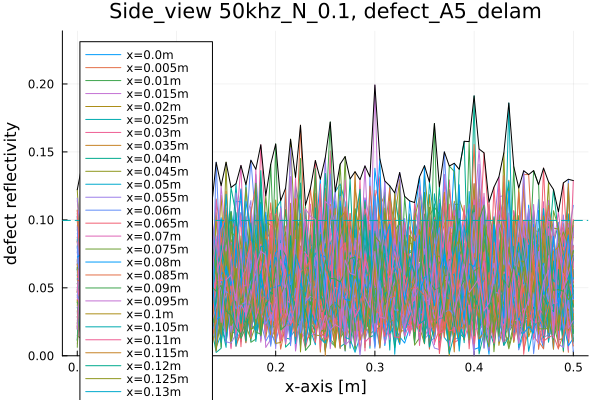 Side_view 50khz_N_0.1, defect_A5_delam
defect reflectivity
0.20
0.15
0.10
0.05
0.00
x=0.0m
x=0.005m
x=0.01m
x=0.015m
x=0.02m
x=0.025m
x=0.03m
x=0.035m
x=0.04m
x=0.045m
x=0.05m
x=0.055m
x=0.06m
x=0.065m
x=0.07m
x=0.075m
x=0.08m
x=0.085m
x=0.09m
x=0.095m
x=0.1m
x=0.105m
x=0.11m
x=0.115m
x=0.12m
x=0.125m
x=0.13m
0.2 0.3 0.4 0.5
x-axis [m]